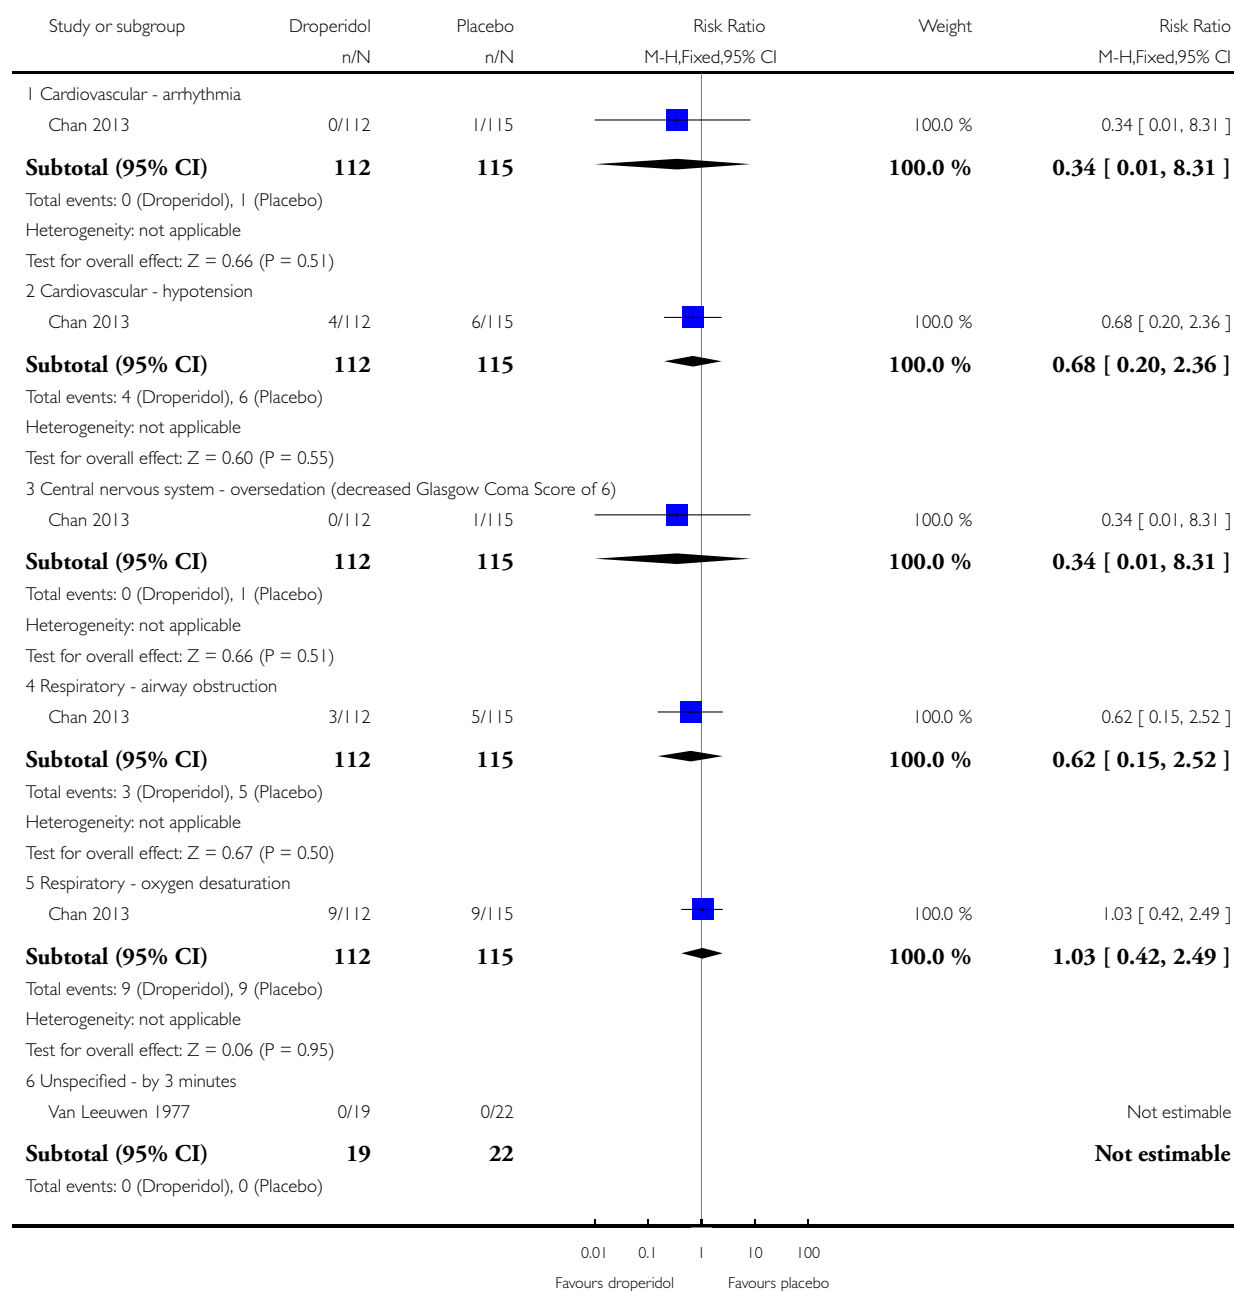 Study or subgroup Droperidol Placebo Risk Ratio Weight Risk Ratio
n/N n/N M-H,Fixed,95% CI M-H,Fixed,95% CI
1 Cardiovascular - arrhythmia
Chan 2013 0/112 1/115 100.0 % 0.34 [ 0.01, 8.31 ]
Subtotal (95% CI) 112 115 100.0 % 0.34 [ 0.01, 8.31 ]
Total events: 0 (Droperidol), 1 (Placebo)
Heterogeneity: not applicable
Test for overall effect: Z = 0.66 (P = 0.51)
2 Cardiovascular - hypotension
Chan 2013 4/112 6/115 100.0 % 0.68 [ 0.20, 2.36 ]
Subtotal (95% CI) 112 115 100.0 % 0.68 [ 0.20, 2.36 ]
Total events: 4 (Droperidol), 6 (Placebo)
Heterogeneity: not applicable
Test for overall effect: Z = 0.60 (P = 0.55)
3 Central nervous system - oversedation (decreased Glasgow Coma Score of 6)
Chan 2013 0/112 1/115 100.0 % 0.34 [ 0.01, 8.31 ]
Subtotal (95% CI) 112 115 100.0 % 0.34 [ 0.01, 8.31 ]
Total events: 0 (Droperidol), 1 (Placebo)
Heterogeneity: not applicable
Test for overall effect: Z = 0.66 (P = 0.51)
4 Respiratory - airway obstruction
Chan 2013 3/112 5/115 100.0 % 0.62 [ 0.15, 2.52 ]
Subtotal (95% CI) 112 115 100.0 % 0.62 [ 0.15, 2.52 ]
Total events: 3 (Droperidol), 5 (Placebo)
Heterogeneity: not applicable
Test for overall effect: Z = 0.67 (P = 0.50)
5 Respiratory - oxygen desaturation
Chan 2013 9/112 9/115 100.0 % 1.03 [ 0.42, 2.49 ]
Subtotal (95% CI) 112 115 100.0 % 1.03 [ 0.42, 2.49 ]
Total events: 9 (Droperidol), 9 (Placebo)
Heterogeneity: not applicable
Test for overall effect: Z = 0.06 (P = 0.95)
6 Unspecified - by 3 minutes
Van Leeuwen 1977 0/19 0/22 Not estimable
Subtotal (95% CI) 19 22 Not estimable
Total events: 0 (Droperidol), 0 (Placebo)
0.01 0.1 1 10 100
Favours droperidol Favours placebo